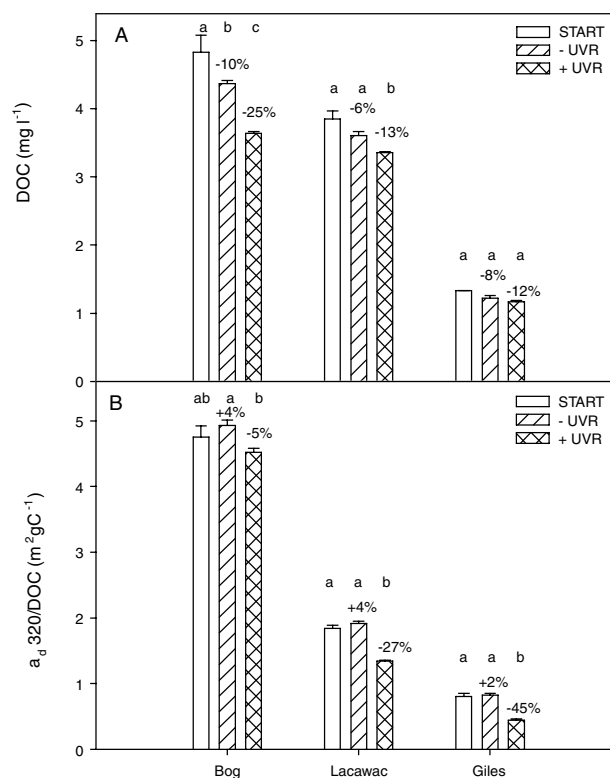 A
a b c
-10%
-25%
a a b
-6%
-13%
a a a
-8%
-12%
START
- UVR
+ UVR
DOC (mg l⁻¹)
5
4
3
2
1
0
B
ab a b
+4%
-5%
a a b
+4%
-27%
a a b
+2%
-45%
START
- UVR
+ UVR
a d 320/DOC (m²gC⁻¹)
5
4
3
2
1
0
Bog Lacawac Giles